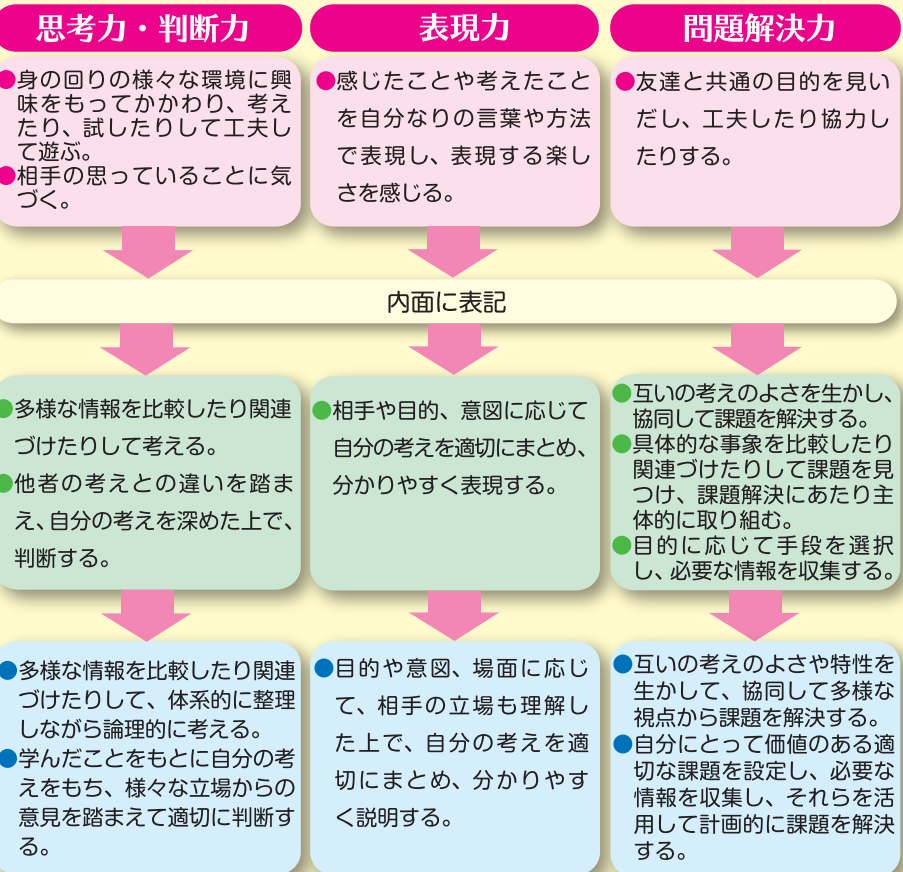 思考力・判断力
身の回りの様々な環境に興
味をもってかかわり、考え
たり、試したりして工夫し
て遊ぶ。
相手の思っていることに気
づく。
表現力
感じたことや考えたこと
を自分なりの言葉や方法
で表現し、表現する楽し
さを感じる。
問題解決力
友達と共通の目的を見い
だし、工夫したり協力し
たりする。
内面に表記
多様な情報を比較したり関連
づけたりして考える。
他者の考えとの違いを踏ま
え、自分の考えを深めた上で、
判断する。
相手や目的、意図に応じて
自分の考えを適切にまとめ、
分かりやすく表現する。
互いの考えのよさを生かし、
協同して課題を解決する。
具体的な事象を比較したり
関連づけたりして課題を見
つけ、課題解決にあたり主
体的に取り組む。
目的に応じて手段を選択
し、必要な情報を収集する。
多様な情報を比較したり関連
づけたりして、体系的に整理
しながら論理的に考える。
学んだことをもとに自分の考
えをもち、様々な立場からの
意見を踏まえて適切に判断す
る。
目的や意図、場面に応じ
て、相手の立場も理解し
た上で、自分の考えを適
切にまとめ、分かりやす
く説明する。
互いの考えのよさや特性を
生かして、協同して多様な
視点から課題を解決する。
自分にとって価値のある適
切な課題を設定し、必要な
情報を収集し、それらを活
用して計画的に課題を解決
する。